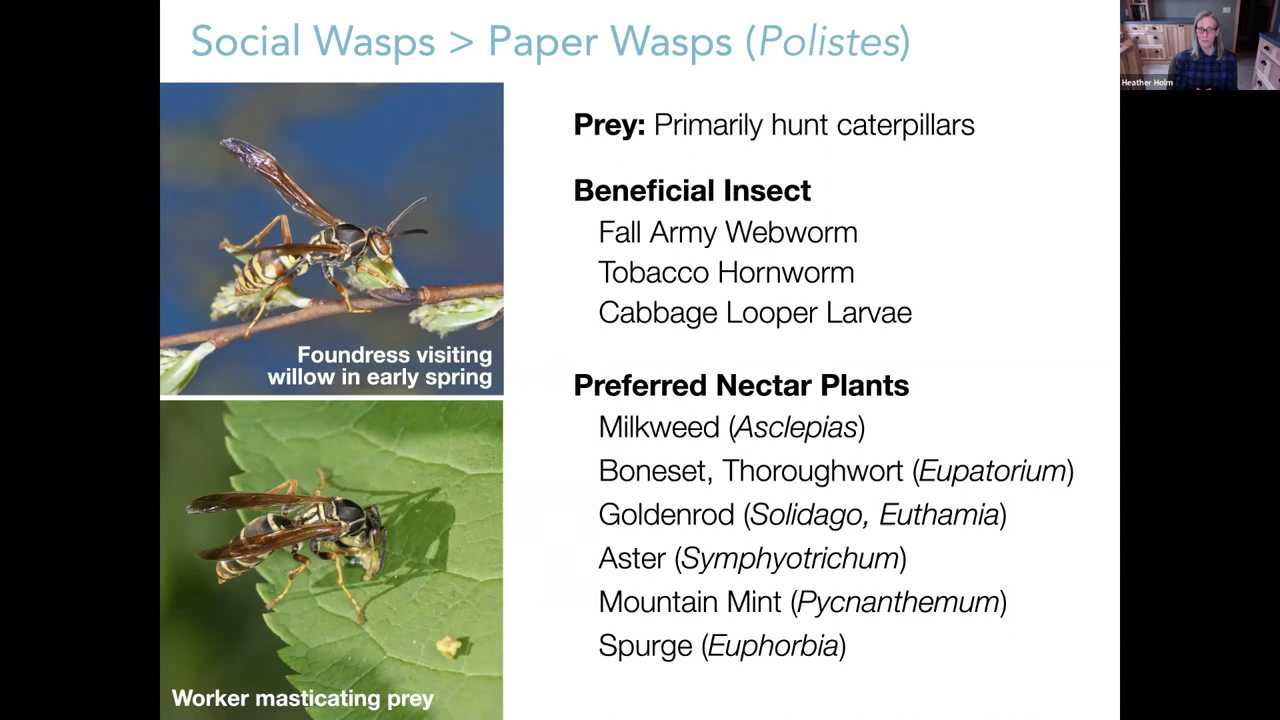 Social Wasps > Paper Wasps (Polistes)
Heather Holm
Foundress visiting
willow in early spring
Worker masticating prey
Prey: Primarily hunt caterpillars
Beneficial Insect
Fall Army Webworm
Tobacco Hornworm
Cabbage Looper Larvae
Preferred Nectar Plants
Milkweed (Asclepias)
Boneset, Thoroughwort (Eupatorium)
Goldenrod (Solidago, Euthamia)
Aster (Symphyotrichum)
Mountain Mint (Pycnanthemum)
Spurge (Euphorbia)